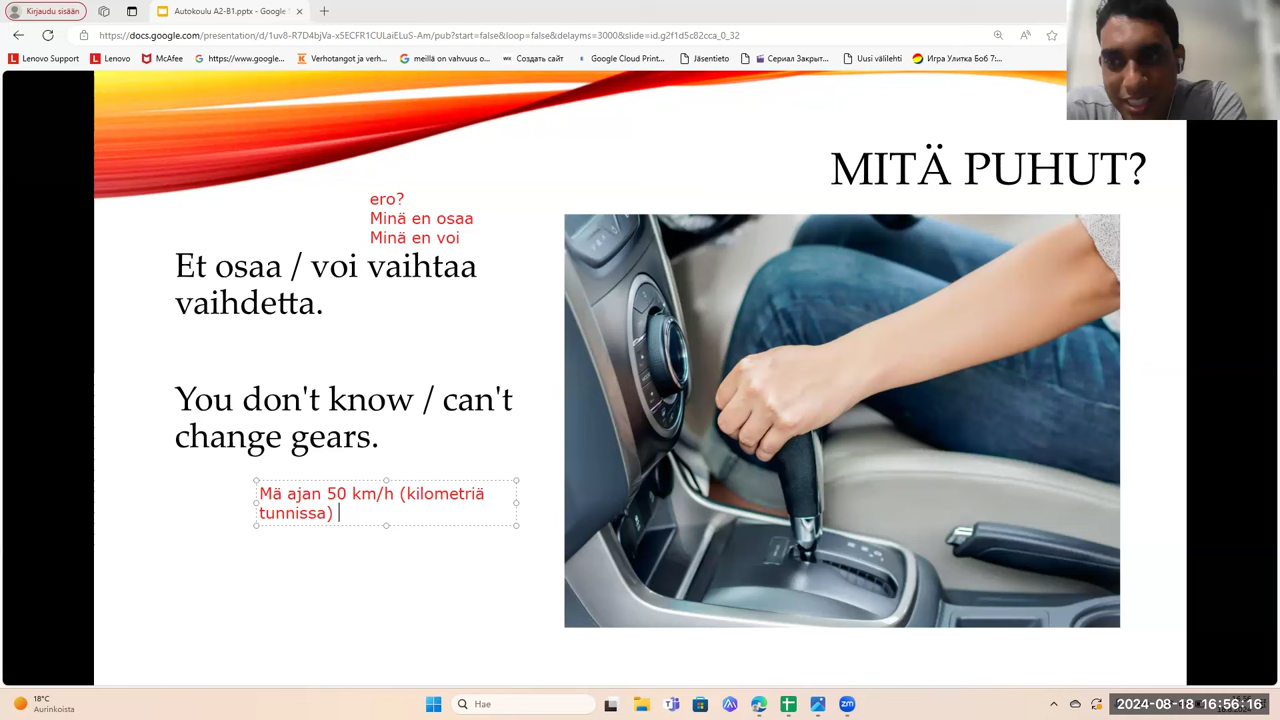 Kirjaudu sisään
Autokoulu A2-B1.pptx - Google
https://docs.google.com/presentation/d/1uv8-R7D4bjVa-x5ECFR1CULaiELuS-Am/pub?start=false&loop=false&delayms=3000&slide=id.g2f1d5c82cca_0_32
Lenovo Support
Lenovo
McAfee
https://www.google...
Verhotangot ja verh...
meillä on vahvuus o...
Создать сайт
Google Cloud Print...
Jäsentieto
Сериал Закрыт...
Uusi välilehti
Игра Улитка Боб 7:...
MITÄ PUHUT?
ero?
Minä en osaa
Minä en voi
Et osaa / voi vaihtaa
vaihdetta.
You don't know / can't
change gears.
Mä ajan 50 km/h (kilometriä
tunnissa)
18°C
Aurinkoista
Hae
2024-08-18 16:56:16